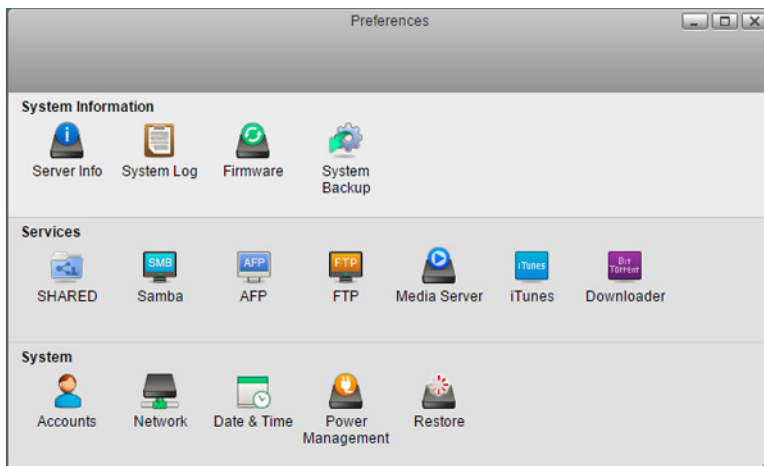 Preferences
System Information
Server Info System Log Firmware System Backup
Services
SMB AFP FTP iTunes Bit Torrent
SHARED Samba AFP FTP Media Server iTunes Downloader
System
Accounts Network Date & Time Power Management Restore